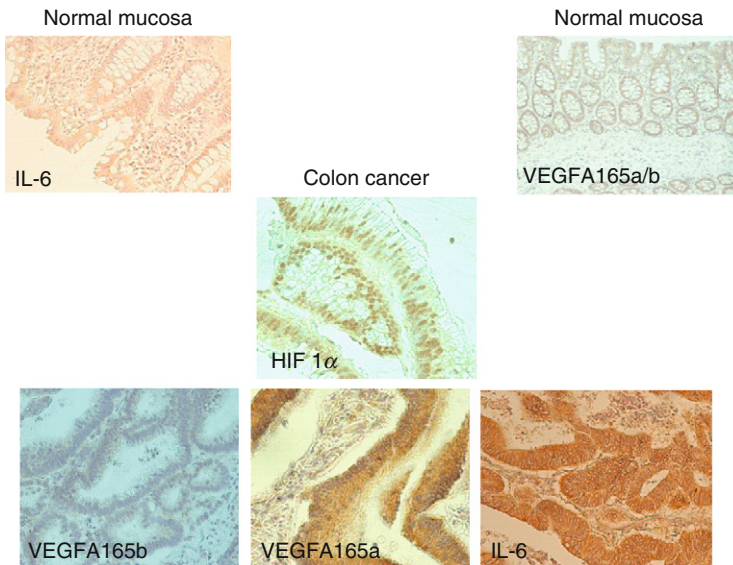 Normal mucosa
Normal mucosa
IL-6
VEGFA165a/b
Colon cancer
HIF 1α
VEGFA165b
VEGFA165a
IL-6